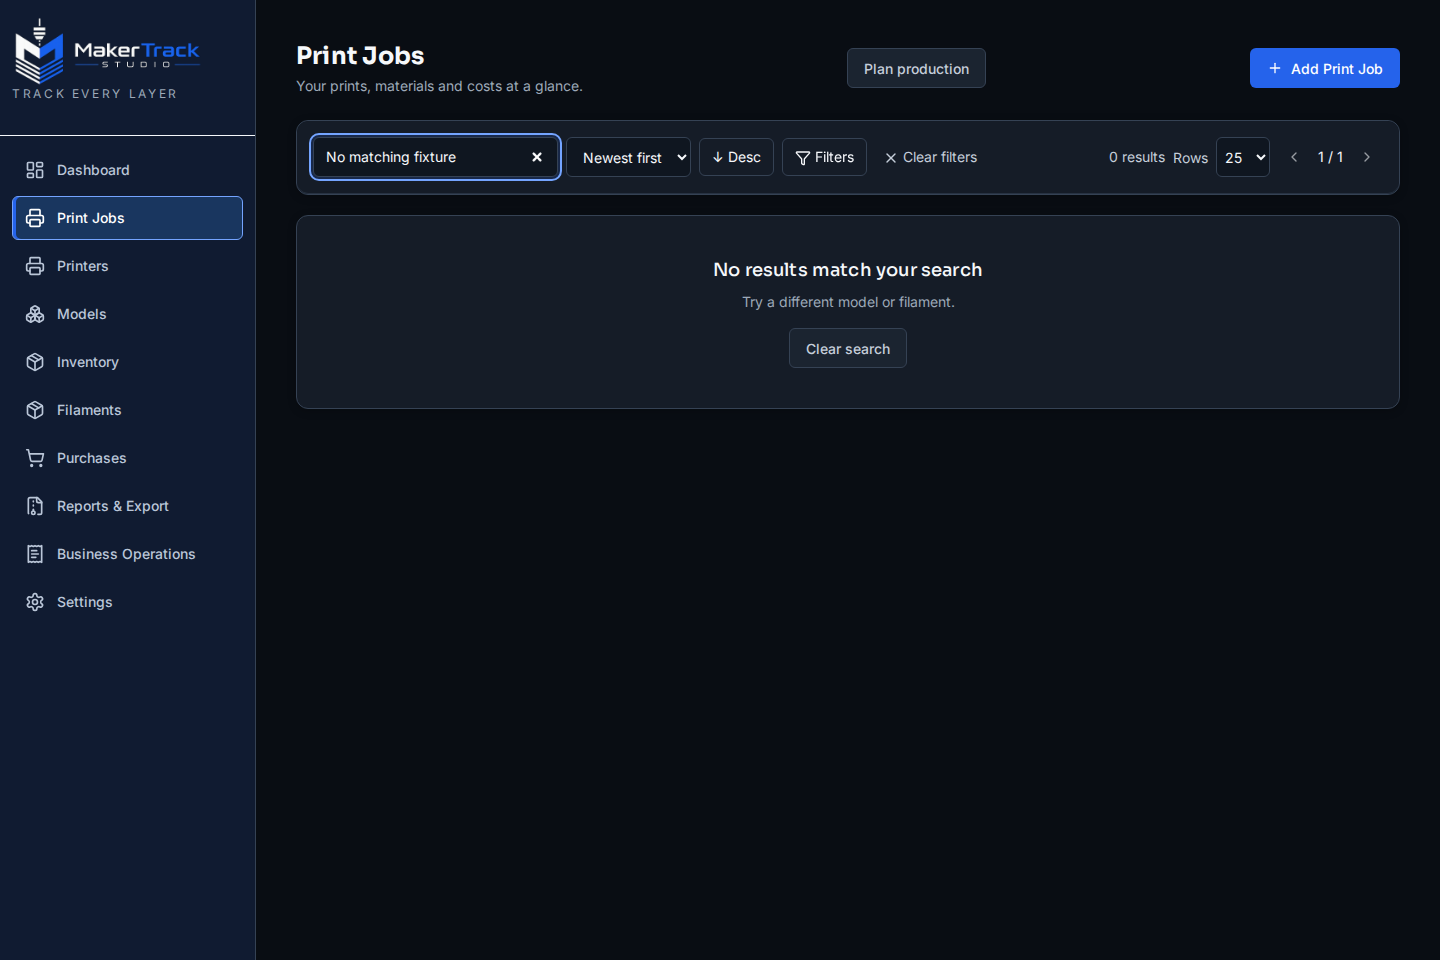 MakerTrack
STUDIO
TRACK EVERY LAYER
Dashboard
Print Jobs
Printers
Models
Inventory
Filaments
Purchases
Reports & Export
Business Operations
Settings
Print Jobs
Your prints, materials and costs at a glance.
Plan production
Add Print Job
No matching fixture
Newest first
Desc
Filters
Clear filters
0 results
Rows
25
1 / 1
No results match your search
Try a different model or filament.
Clear search